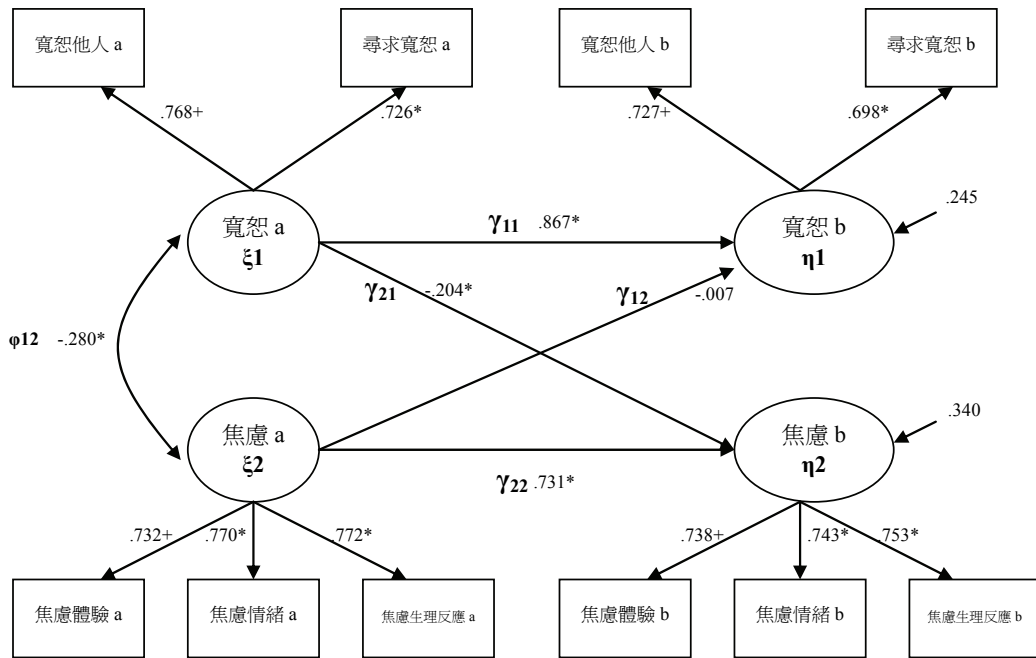 寬恕他人 a
尋求寬恕 a
寬恕他人 b
尋求寬恕 b
.768+
.726*
.727+
.698*
寬恕 a
ξ1
γ11 .867*
寬恕 b
η1
.245
γ21 -.204*
γ12 -.007
φ12 -.280*
焦慮 a
ξ2
γ22 .731*
焦慮 b
η2
.340
.732+
.770*
.772*
.738+
.743*
.753*
焦慮體驗 a
焦慮情緒 a
焦慮生理反應 a
焦慮體驗 b
焦慮情緒 b
焦慮生理反應 b